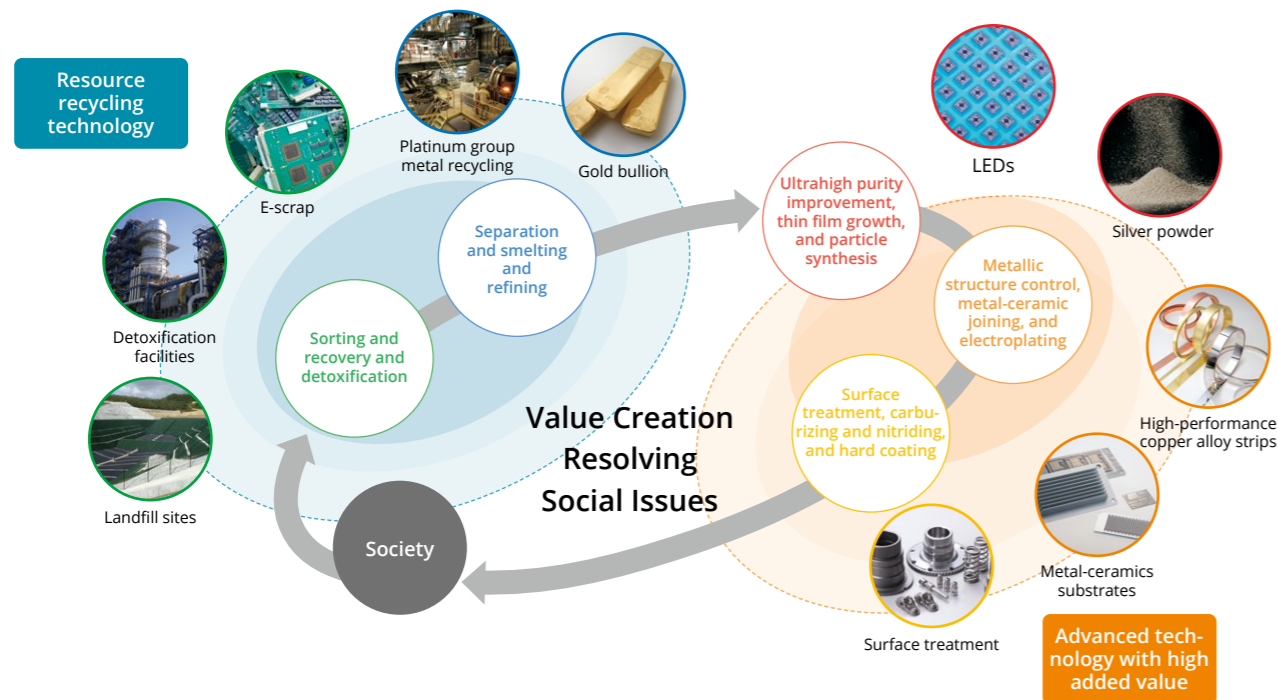 Resource
recycling
technology
Platinum group
metal recycling
Gold bullion
E-scrap
Detoxification
facilities
Landfill sites
Separation
and smelting
and
refining
Sorting and
recovery and
detoxification
Society
Value Creation
Resolving
Social Issues
Ultrahigh purity
improvement,
thin film growth,
and particle
synthesis
Metallic
structure control,
metal-ceramic
joining, and
electroplating
Surface
treatment, carbu-
rizing and nitriding,
and hard coating
LEDs
Silver powder
High-performance
copper alloy strips
Metal-ceramics
substrates
Surface treatment
Advanced tech-
nology with high
added value